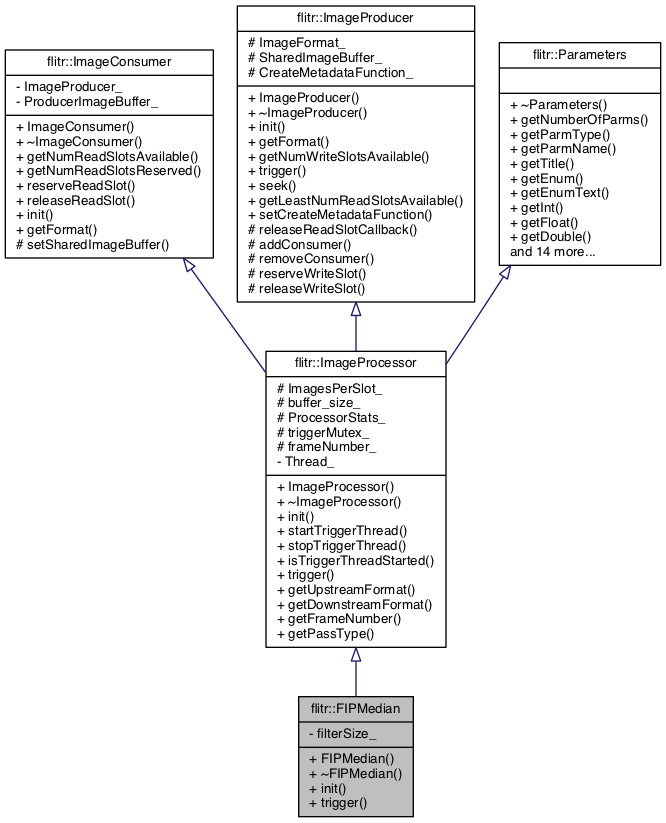 flitr::ImageConsumer
- ImageProducer_
- ProducerImageBuffer_
+ ImageConsumer()
+ ~ImageConsumer()
+ getNumReadSlotsAvailable()
+ getNumReadSlotsReserved()
+ reserveReadSlot()
+ releaseReadSlot()
+ init()
+ getFormat()
# setSharedImageBuffer()
flitr::ImageProducer
# ImageFormat_
# SharedImageBuffer_
# CreateMetadataFunction_
+ ImageProducer()
+ ~ImageProducer()
+ init()
+ getFormat()
+ getNumWriteSlotsAvailable()
+ trigger()
+ seek()
+ getLeastNumReadSlotsAvailable()
+ setCreateMetadataFunction()
# releaseReadSlotCallback()
# addConsumer()
# removeConsumer()
# reserveWriteSlot()
# releaseWriteSlot()
flitr::Parameters
+ ~Parameters()
+ getNumberOfParms()
+ getParmType()
+ getParmName()
+ getTitle()
+ getEnum()
+ getEnumText()
+ getInt()
+ getFloat()
+ getDouble()
and 14 more...
flitr::ImageProcessor
# ImagesPerSlot_
# buffer_size_
# ProcessorStats_
# triggerMutex_
# frameNumber_
- Thread_
+ ImageProcessor()
+ ~ImageProcessor()
+ init()
+ startTriggerThread()
+ stopTriggerThread()
+ isTriggerThreadStarted()
+ trigger()
+ getUpstreamFormat()
+ getDownstreamFormat()
+ getFrameNumber()
+ getPassType()
flitr::FIPMedian
- filterSize_
+ FIPMedian()
+ ~FIPMedian()
+ init()
+ trigger()